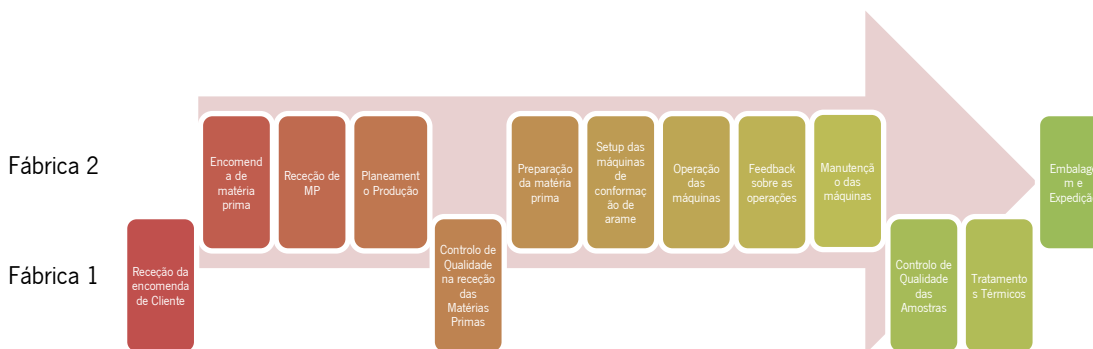 Fábrica 2
Encomend
a de
matéria
prima
Receção de
MP
Planeament
o Produção
Preparação
da matéria
prima
Setup das
máquinas
de
conformaç
ão de
arame
Operação
das
máquinas
Feedback
sobre as
operações
Manutençã
o das
máquinas
Embalage
m e
Expedição
Fábrica 1
Receção da
encomenda
de Cliente
Controlo de
Qualidade
na receção
das
Matérias
Primas
Controlo de
Qualidade
das
Amostras
Tratamento
s Térmicos